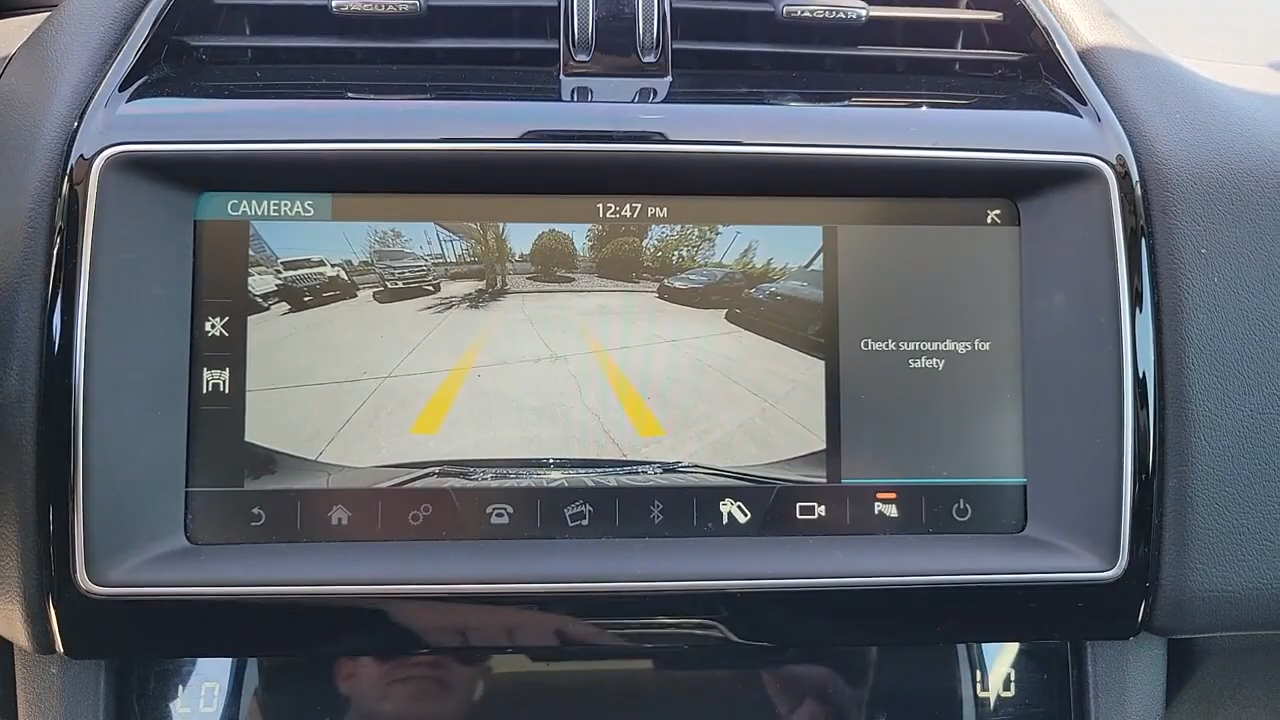 JAGUAR
JAGUAR
CAMERAS
12:47 PM
Check surroundings for
safety
P
LO
LO